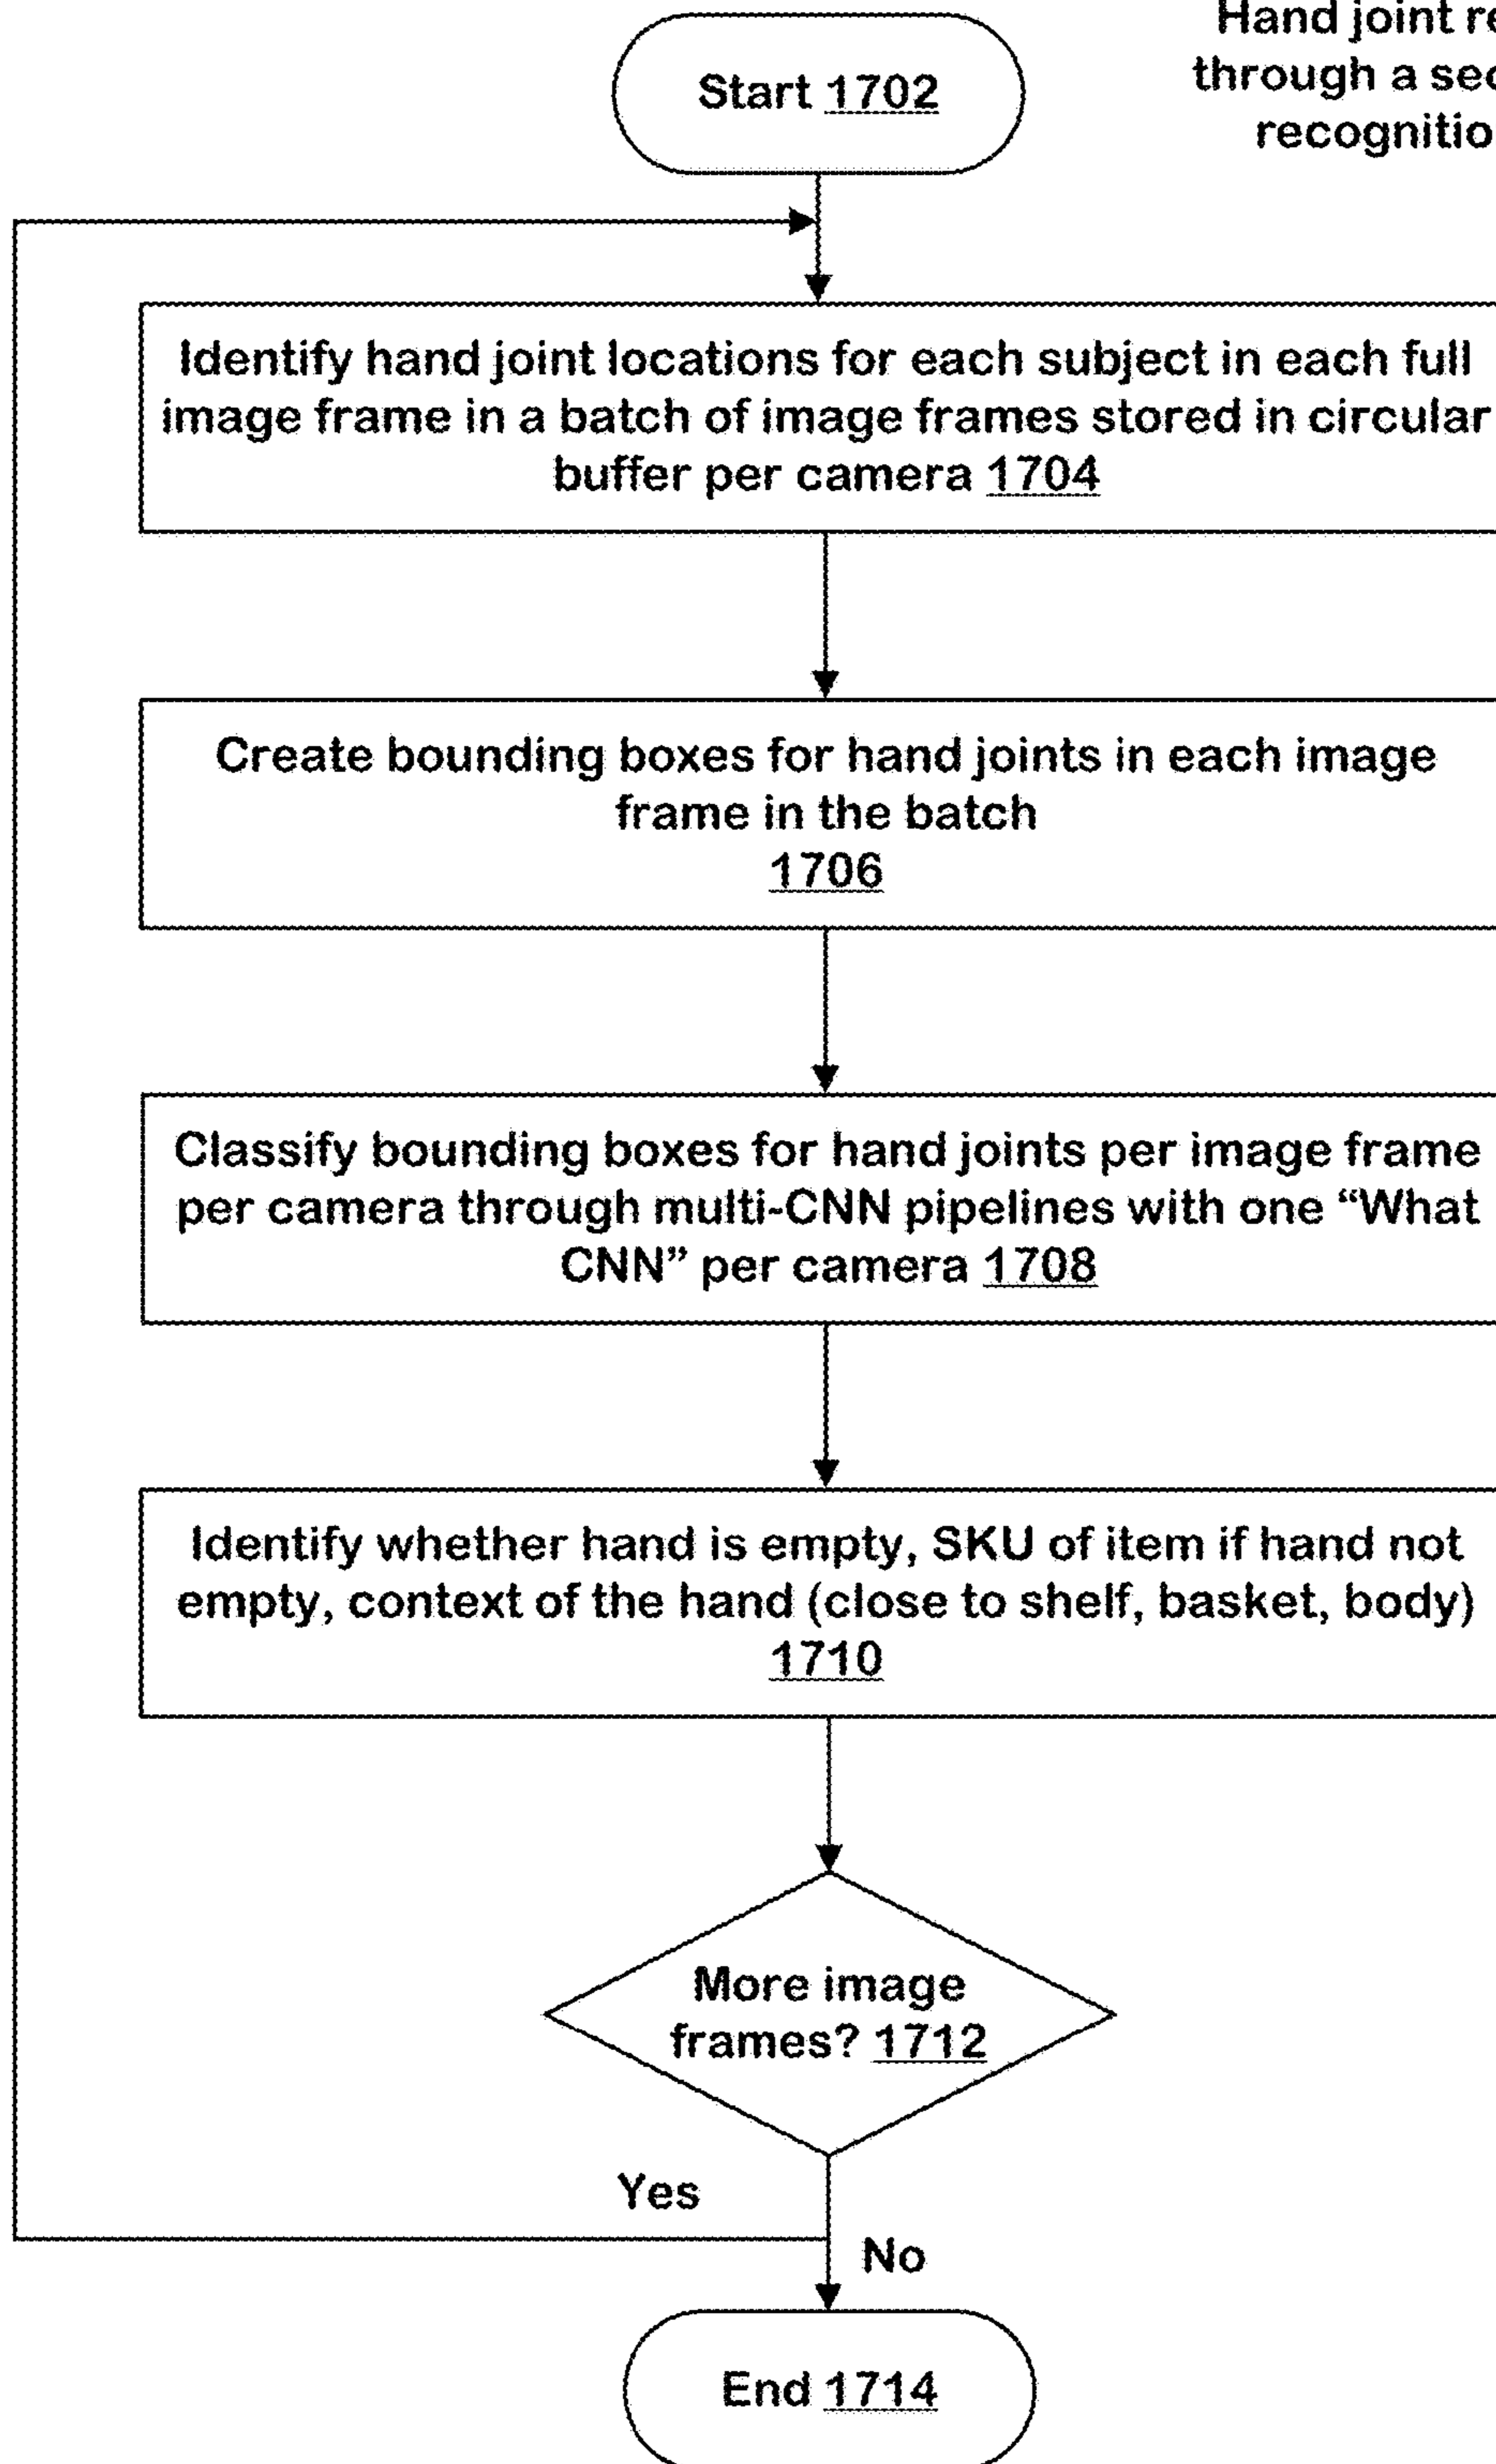 Hand joint
through a
Start 1702
Identify hand joint locations for each subject in each full
image frame in a batch of image frames stored in circular
buffer per camera 1704
Create bounding boxes for hand joints in each image
frame in the batch
1706
Classify bounding boxes for hand joints per image frame
per camera through multi-CNN pipelines with one “What
CNN” per camera 1708
Identify whether hand is empty, SKU of item if hand not
empty, context of the hand (close to shelf, basket, body)
1710
More image
frames? 1712
Yes
No
End 1714